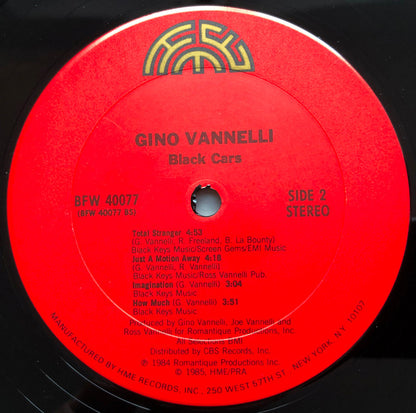 HME
GINO VANNELLI
Black Cars
BFW 40077
(BFW 40077 BS)
SIDE 2
STEREO
Total Stranger 4:53
(G. Vannelli, R. Freeland, B. La Bounty)
Black Keys Music/Screen Gems/EMI Music
Just A Motion Away 4:18
(G. Vannelli, R. Vannelli)
Black Keys Music/Ross Vannelli Pub.
Imagination (G. Vannelli) 3:04
Black Keys Music
How Much (G. Vannelli) 3:51
Black Keys Music
Produced by Gino Vannelli, Joe Vannelli and
Ross Vannelli for Romantique Productions, Inc.
All Selections BMI
Distributed by CBS Records, Inc.
℗ 1984 Romantique Productions Inc.
© 1985, HME/PRA
MANUFACTURED BY HME RECORDS, INC., 250 WEST 57TH ST., NEW YORK, N.Y. 10107